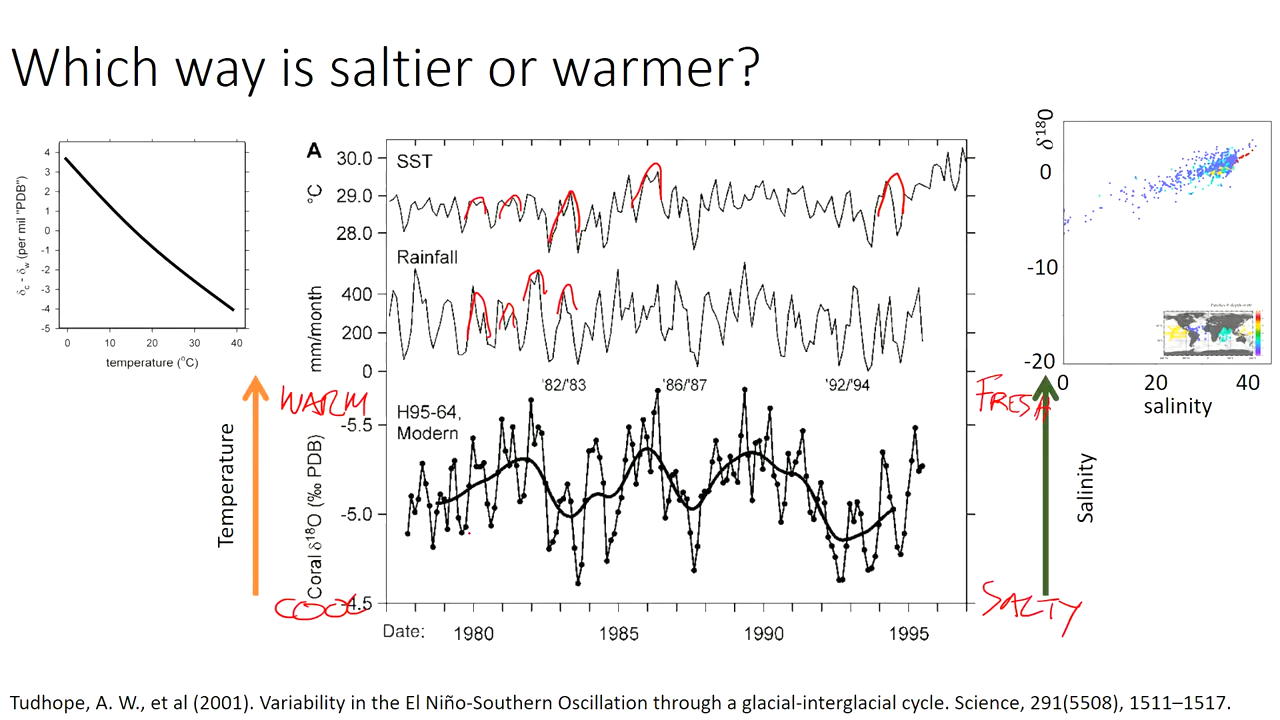 Which way is saltier or warmer?
4
3
2
1
0
-1
-2
-3
-4
-5
δc - δw (per mil "PDB")
0
10
20
30
40
temperature (°C)
A
SST
30.0
29.0
28.0
°C
Rainfall
400
200
0
mm/month
'82/'83
'86/'87
'92/'94
H95-64,
Modern
-5.5
-5.0
-4.5
Coral δ18O (‰ PDB)
Date:
1980
1985
1990
1995
WARM
COOL
Temperature
FRESH
SALTY
Salinity
δ18O
0
-10
-20
0
20
40
salinity
Tudhope, A. W., et al (2001). Variability in the El Niño-Southern Oscillation through a glacial-interglacial cycle. Science, 291(5508), 1511–1517.